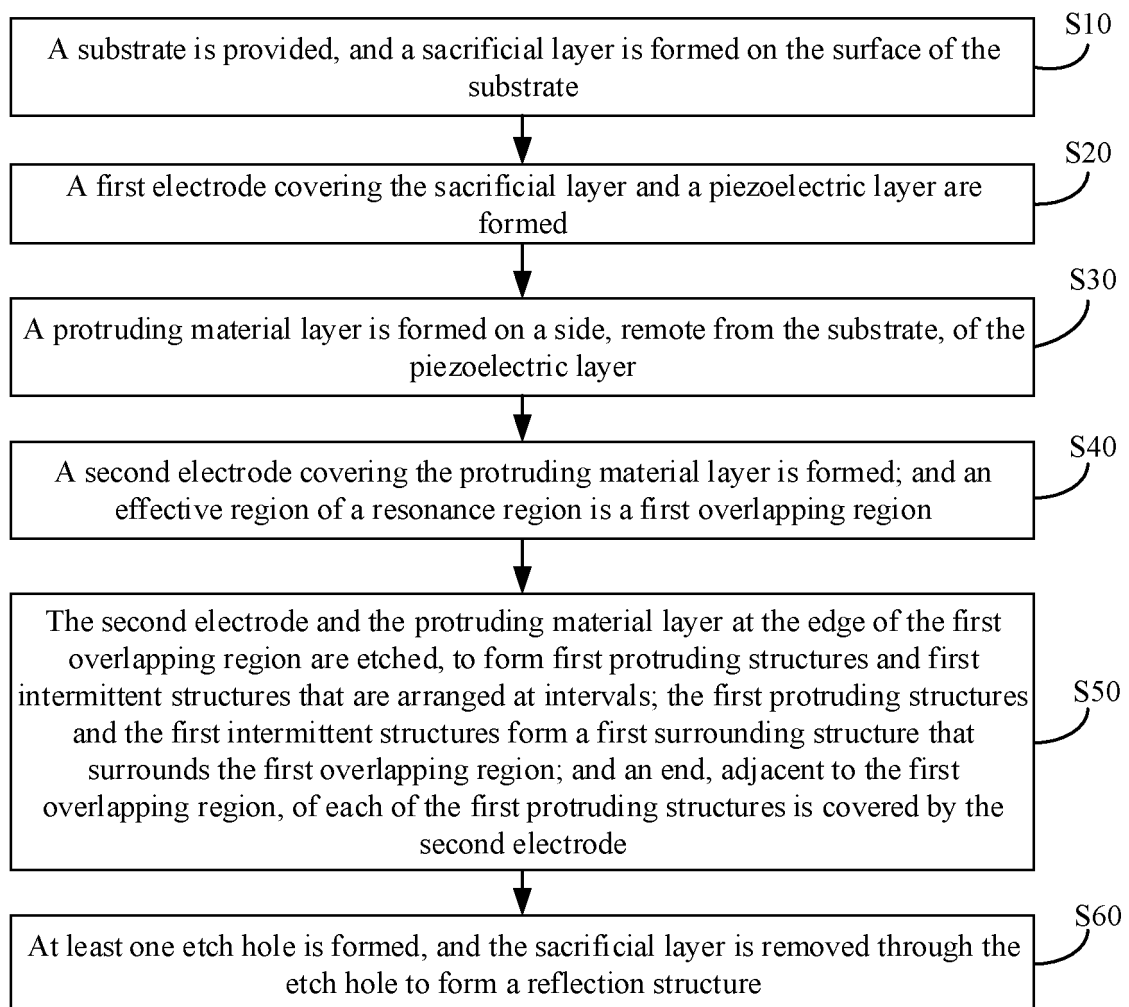 S10
A substrate is provided, and a sacrificial layer is formed on the surface of the
substrate
S20
A first electrode covering the sacrificial layer and a piezoelectric layer are
formed
S30
A protruding material layer is formed on a side, remote from the substrate, of the
piezoelectric layer
S40
A second electrode covering the protruding material layer is formed; and an
effective region of a resonance region is a first overlapping region
The second electrode and the protruding material layer at the edge of the first
overlapping region are etched, to form first protruding structures and first
intermittent structures that are arranged at intervals; the first protruding structures
and the first intermittent structures form a first surrounding structure that
surrounds the first overlapping region; and an end, adjacent to the first
overlapping region, of each of the first protruding structures is covered by the
second electrode
S50
S60
At least one etch hole is formed, and the sacrificial layer is removed through the
etch hole to form a reflection structure